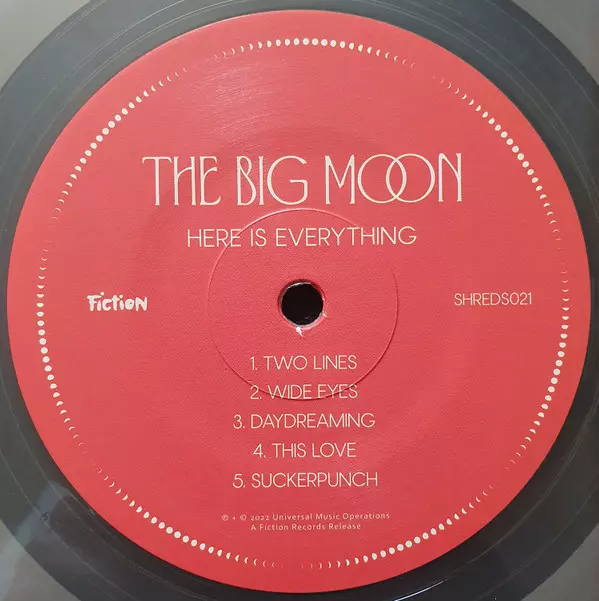 THE BIG MOON
HERE IS EVERYTHING
Fiction
SHREDS021
1. TWO LINES
2. WIDE EYES
3. DAYDREAMING
4. THIS LOVE
5. SUCKERPUNCH
℗ + © 2022 Universal Music Operations
A Fiction Records Release